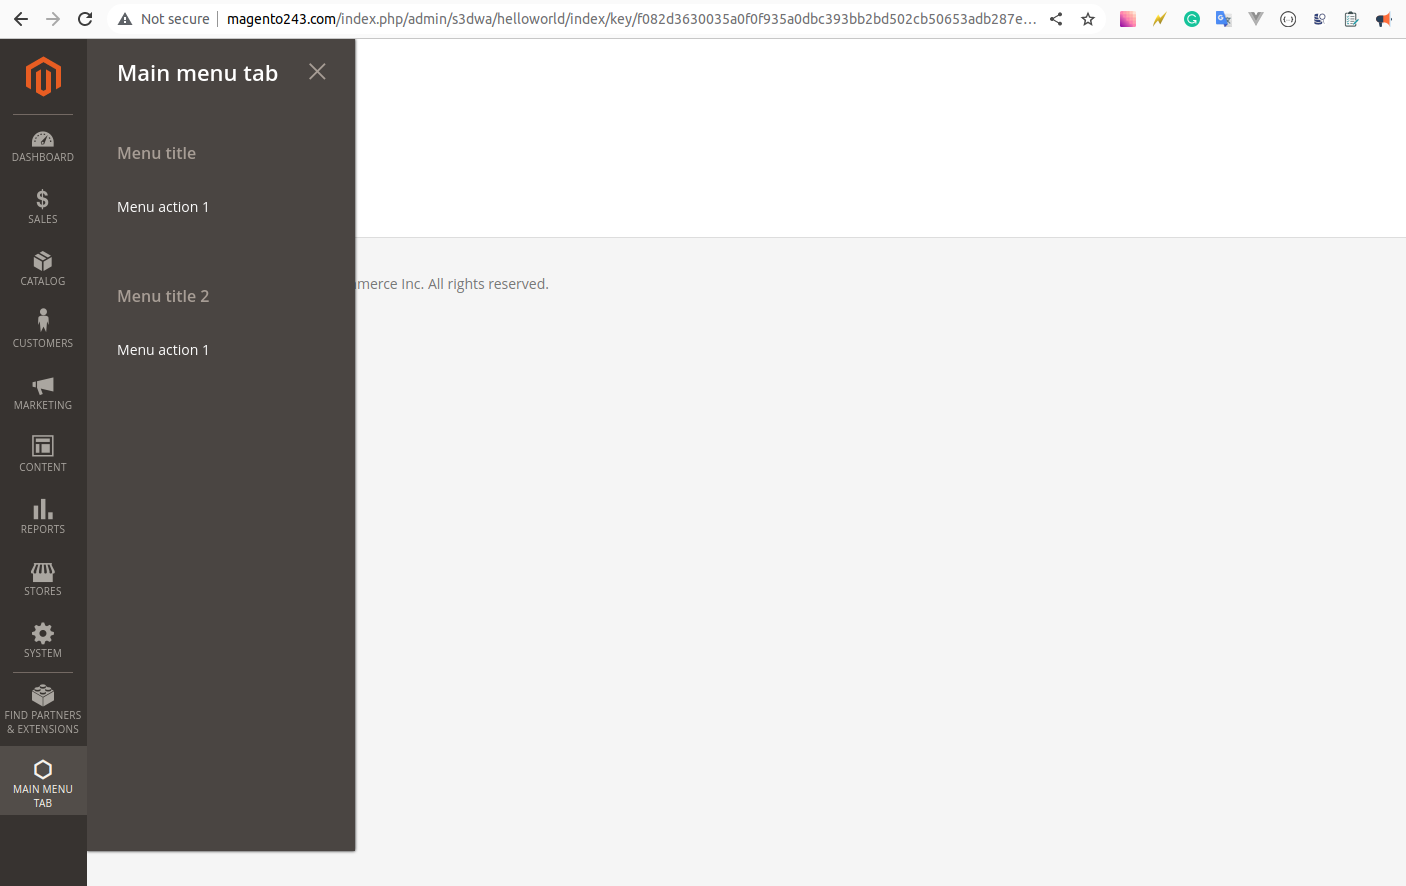 Not secure
magento243.com/index.php/admin/s3dwa/helloworld/index/key/f082d3630035a0f0f935a0dbc393bb2bd502cb50653adb287e...
DASHBOARD
SALES
CATALOG
CUSTOMERS
MARKETING
CONTENT
REPORTS
STORES
SYSTEM
FIND PARTNERS
& EXTENSIONS
MAIN MENU
TAB
Main menu tab
Menu title
Menu action 1
Menu title 2
Menu action 1
merce Inc. All rights reserved.